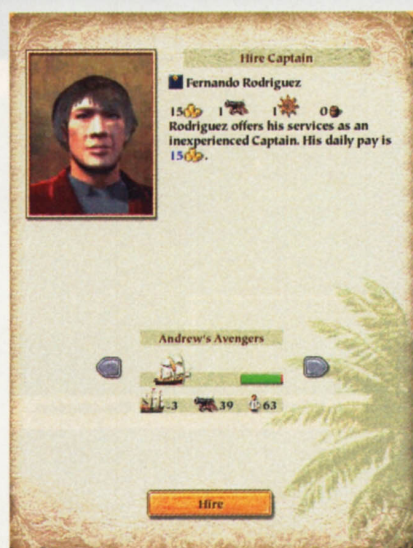 Hire Captain
Fernando Rodriguez
15 1 1 0
Rodriguez offers his services as an
inexperienced Captain. His daily pay is
15.
Andrew's Avengers
3 39 63
Hire